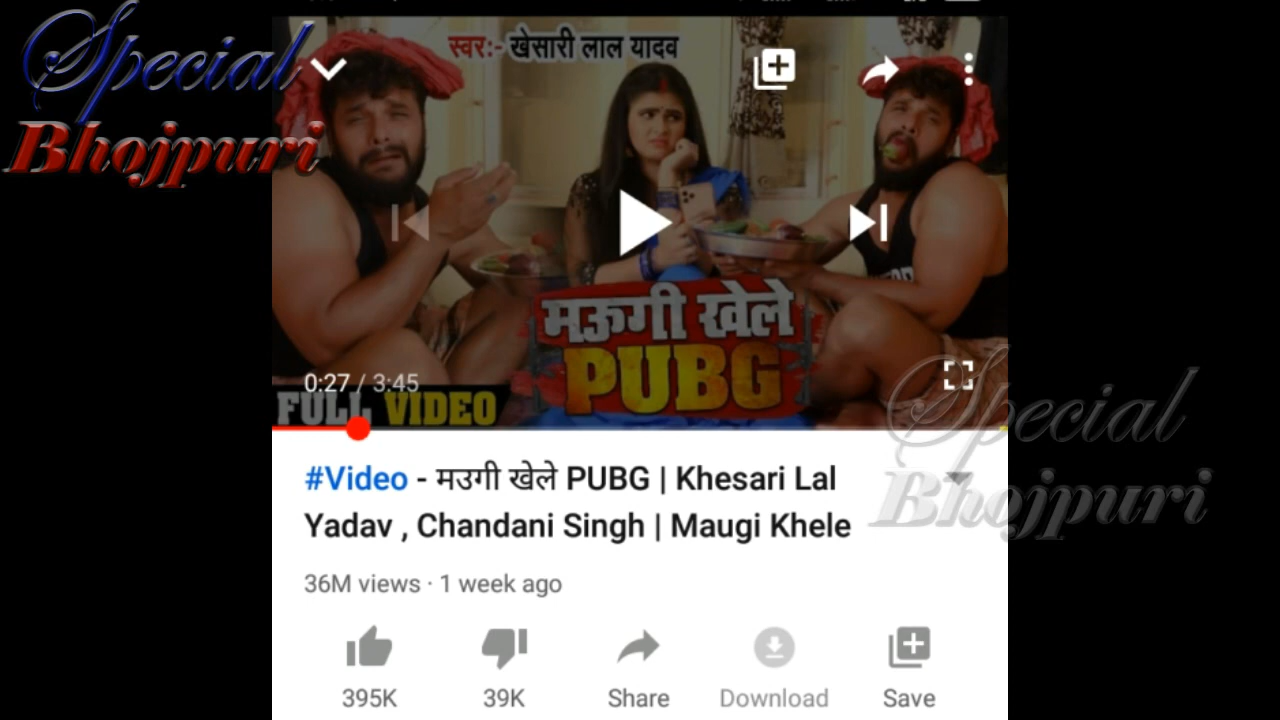 Special
Bhojpuri
स्वर:- खेसारी लाल यादव
मऊगी खेले
PUBG
0:27 / 3:45
FULL VIDEO
Special
Bhojpuri
#Video - मउगी खेले PUBG | Khesari Lal
Yadav , Chandani Singh | Maugi Khele
36M views · 1 week ago
395K
39K
Share
Download
Save